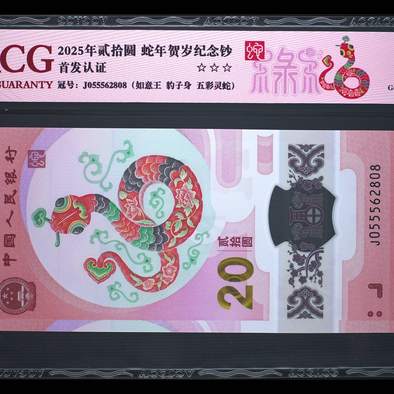 ACG
GUARANTY
2025年贰拾圆 蛇年贺岁纪念钞
首发认证 ☆☆☆
冠号：J055562808（如意王 豹子身 五彩灵蛇）
G
中国人民银行
贰拾圆
20
J055562808